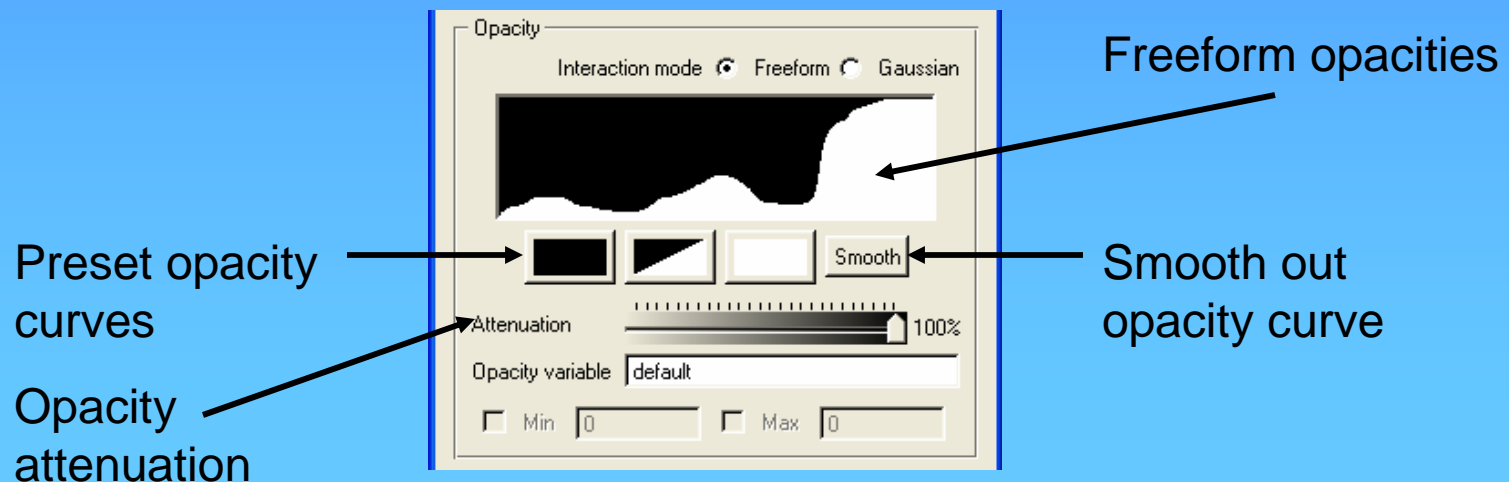 Opacity
Interaction mode Freeform Gaussian
Freeform opacities
Preset opacity
curves
Smooth
Smooth out
opacity curve
Attenuation 100%
Opacity variable default
Opacity
attenuation
Min 0 Max 0